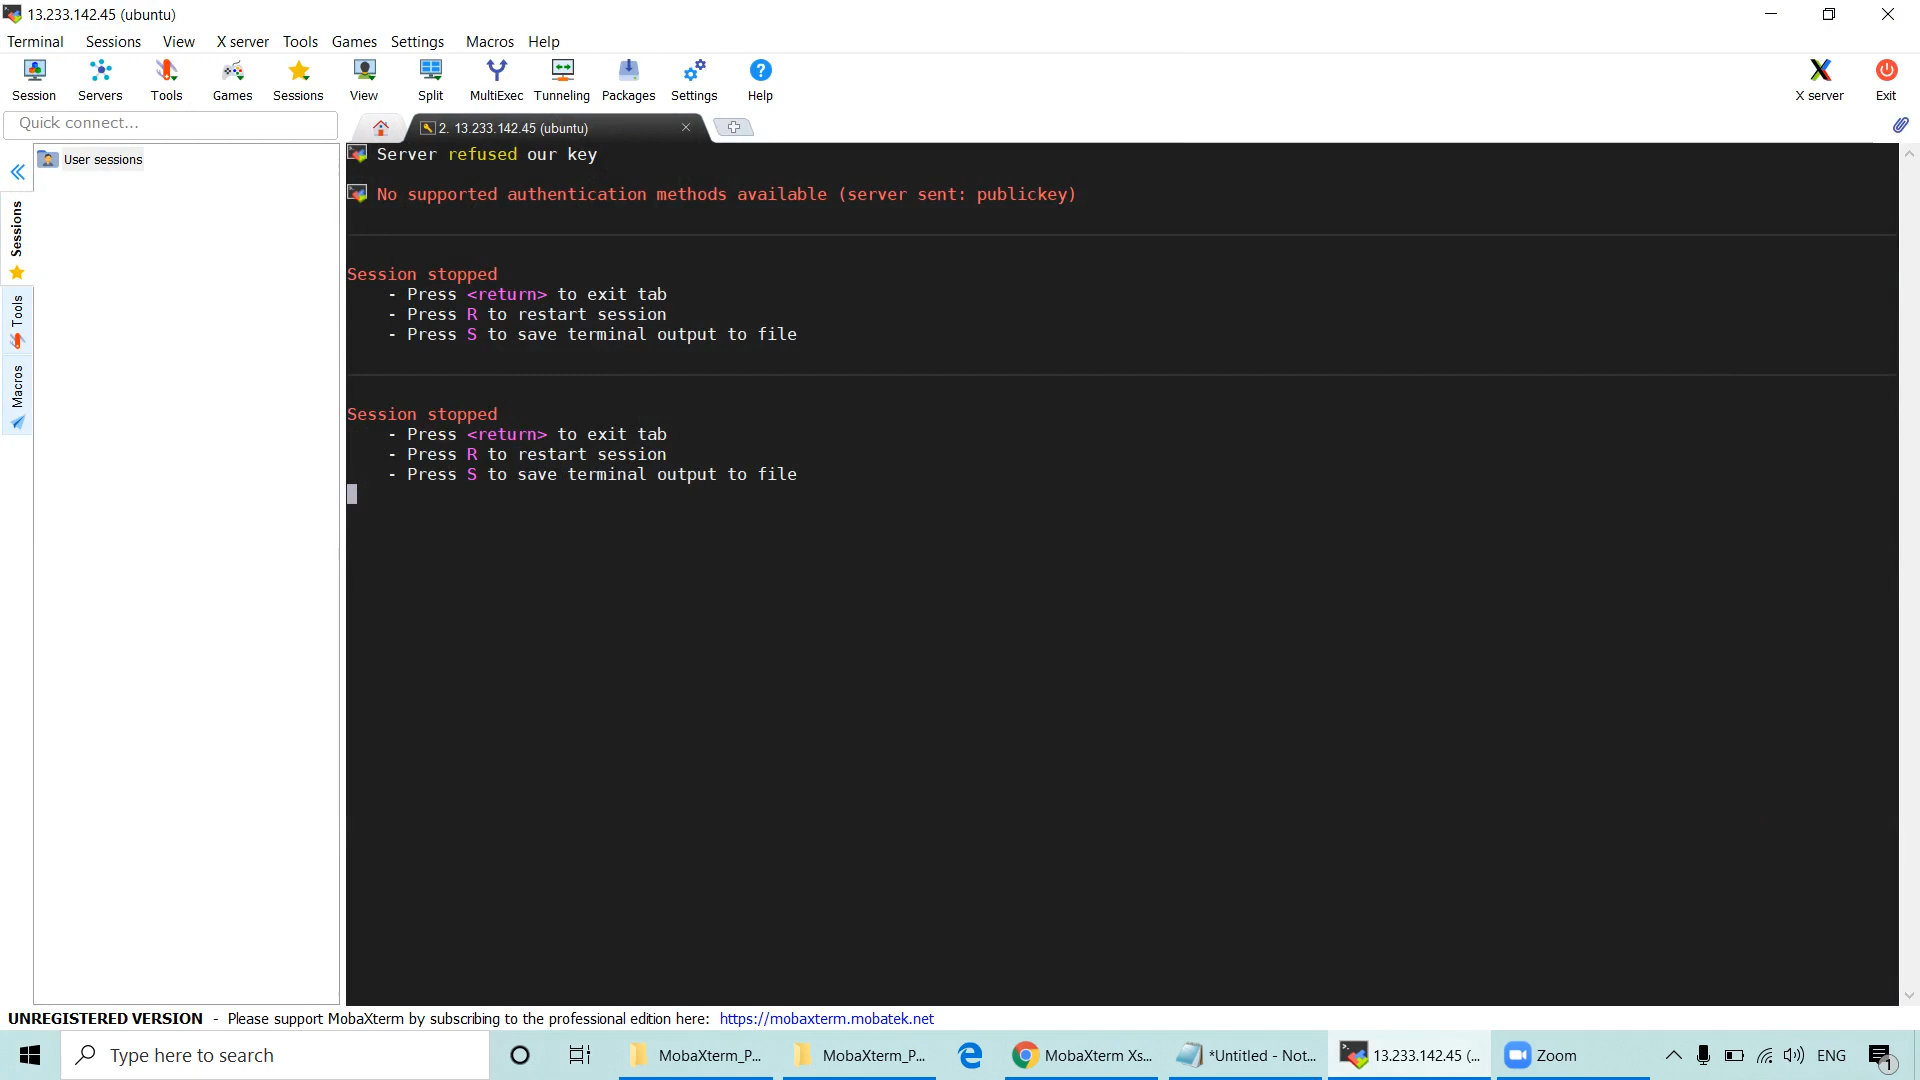 13.233.142.45 (ubuntu)
Terminal Sessions View X server Tools Games Settings Macros Help
Session Servers Tools Games Sessions View Split MultiExec Tunneling Packages Settings Help X server Exit
Quick connect...
2. 13.233.142.45 (ubuntu)
User sessions
Sessions
Tools
Macros
Server refused our key
No supported authentication methods available (server sent: publickey)
Session stopped
- Press <return> to exit tab
- Press R to restart session
- Press S to save terminal output to file
Session stopped
- Press <return> to exit tab
- Press R to restart session
- Press S to save terminal output to file
UNREGISTERED VERSION - Please support MobaXterm by subscribing to the professional edition here: https://mobaxterm.mobatek.net
Type here to search
MobaXterm_P...
MobaXterm_P...
MobaXterm Xs...
*Untitled - Not...
13.233.142.45 (...
Zoom
ENG
1